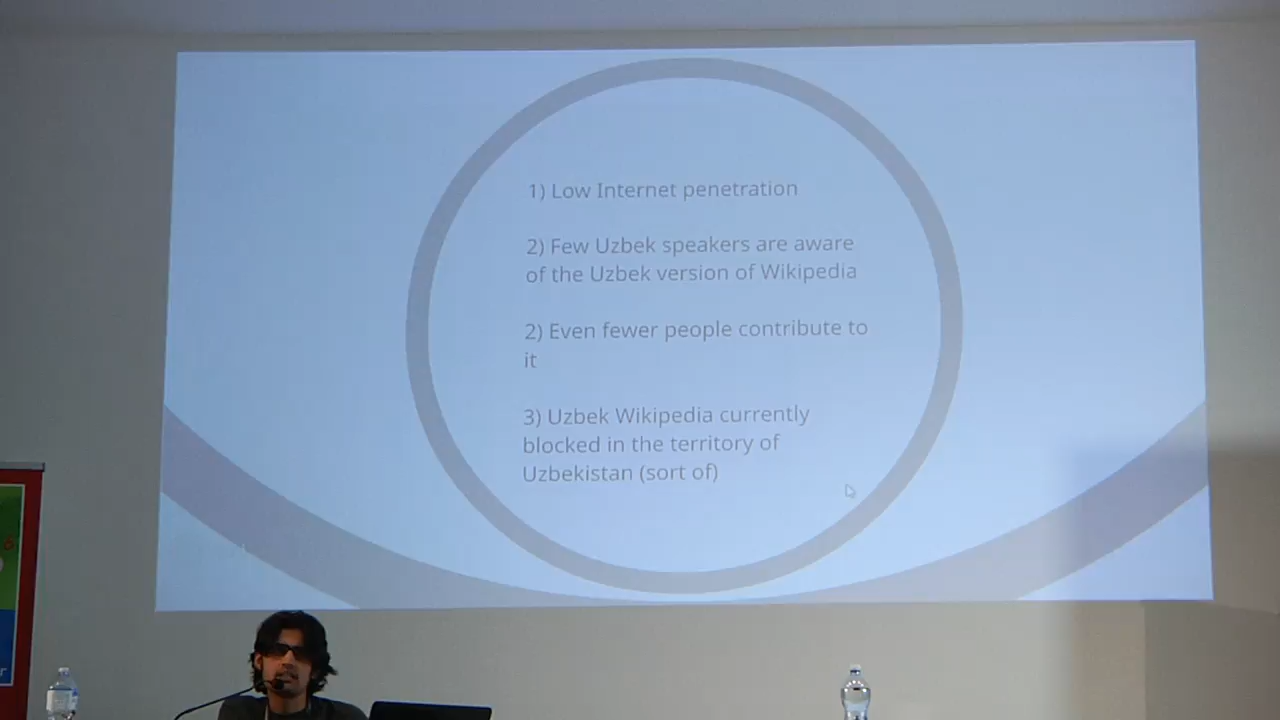 1) Low Internet penetration
2) Few Uzbek speakers are aware
of the Uzbek version of Wikipedia
2) Even fewer people contribute to
it
3) Uzbek Wikipedia currently
blocked in the territory of
Uzbekistan (sort of)